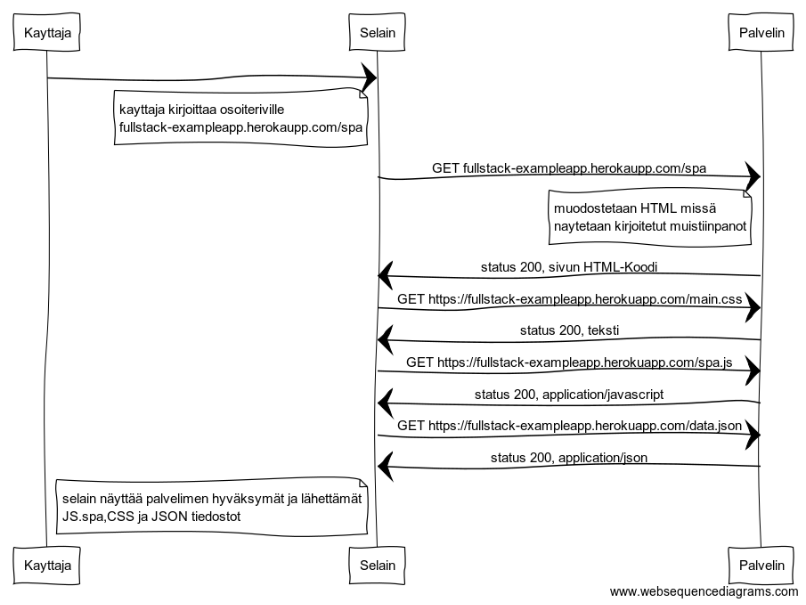 Kayttaja
Selain
Palvelin
kayttaja kirjoittaa osoiteriville
fullstack-exampleapp.herokaupp.com/spa
GET fullstack-exampleapp.herokaupp.com/spa
muodostetaan HTML missä
naytetaan kirjoitetut muistiinpanot
status 200, sivun HTML-Koodi
GET https://fullstack-exampleapp.herokuapp.com/main.css
status 200, teksti
GET https://fullstack-exampleapp.herokuapp.com/spa.js
status 200, application/javascript
GET https://fullstack-exampleapp.herokuapp.com/data.json
status 200, application/json
selain näyttää palvelimen hyväksymät ja lähettämät
JS.spa,CSS ja JSON tiedostot
Kayttaja
Selain
Palvelin
www.websequencediagrams.com